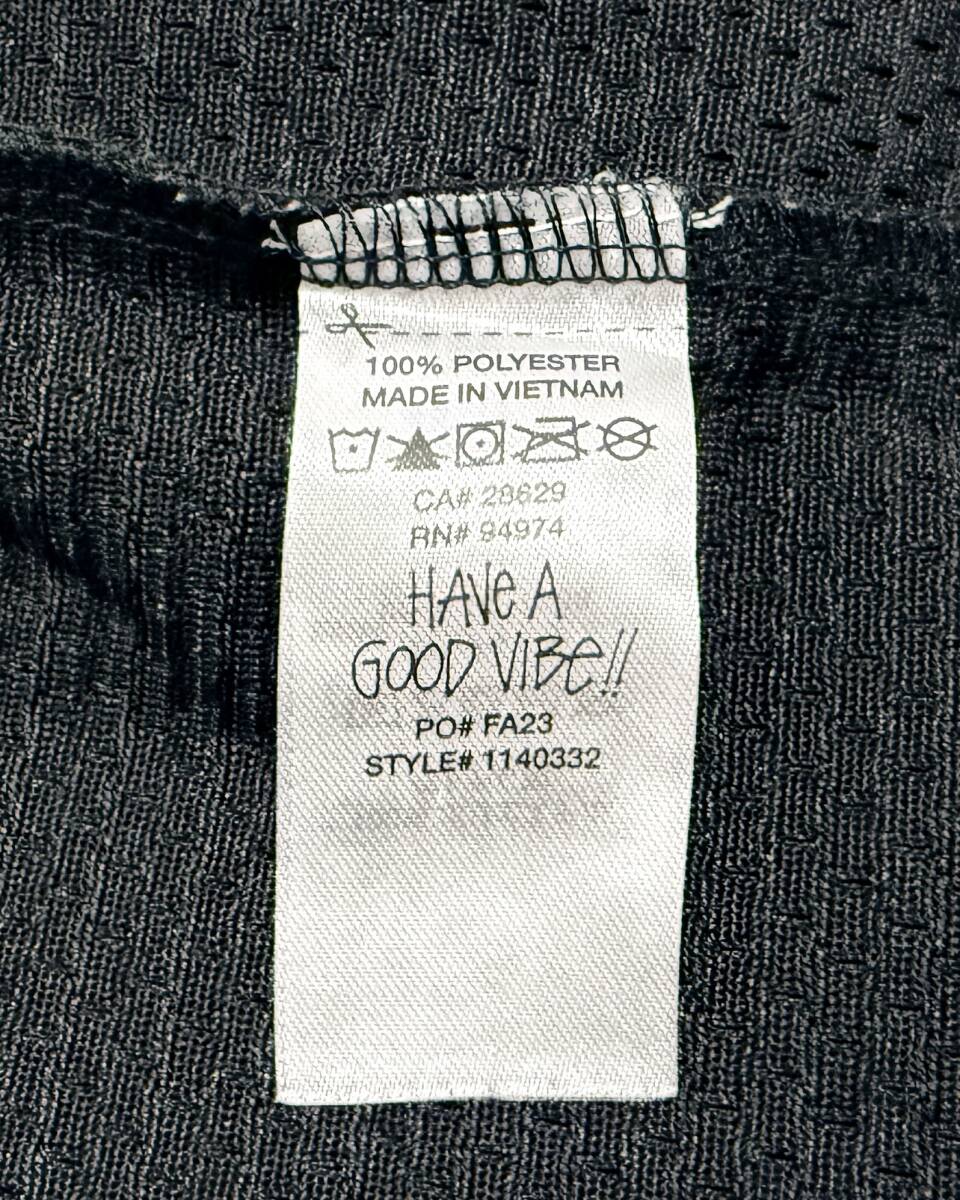 100% POLYESTER
MADE IN VIETNAM
CA# 28629
RN# 94974
HAVE A
GOOD VIBE!!
PO# FA23
STYLE# 1140332